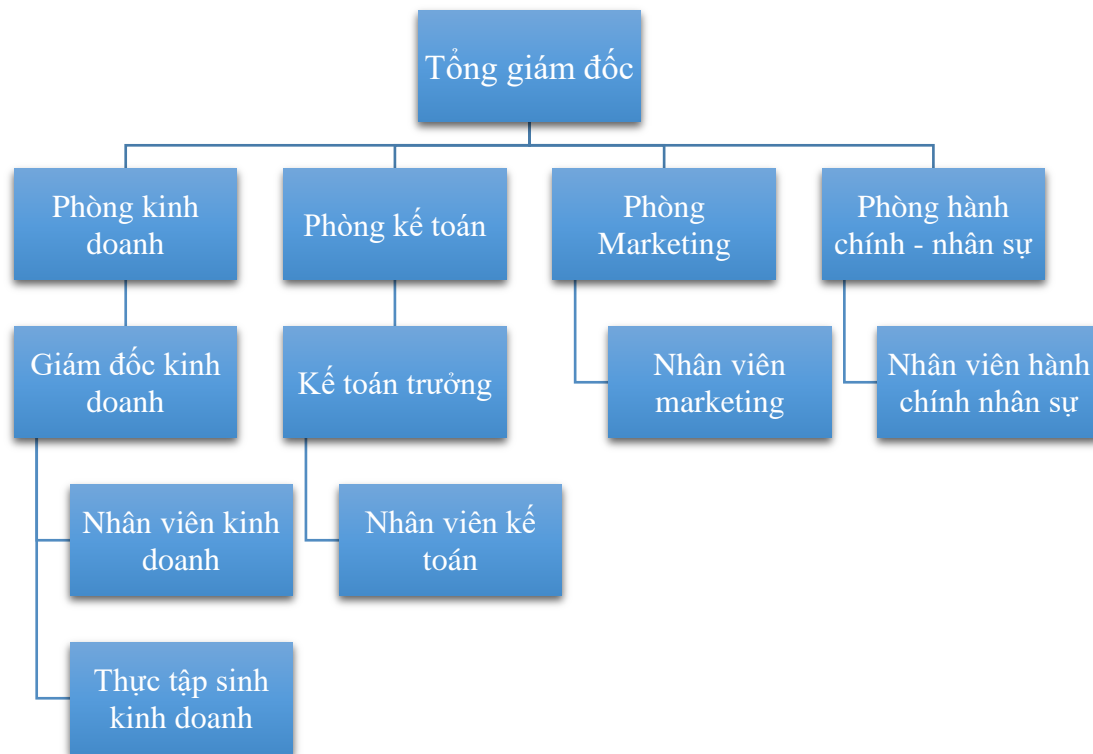 Tổng giám đốc
Phòng kinh
doanh
Phòng kế toán
Phòng
Marketing
Phòng hành
chính - nhân sự
Giám đốc kinh
doanh
Kế toán trưởng
Nhân viên
marketing
Nhân viên hành
chính nhân sự
Nhân viên kinh
doanh
Nhân viên kế
toán
Thực tập sinh
kinh doanh